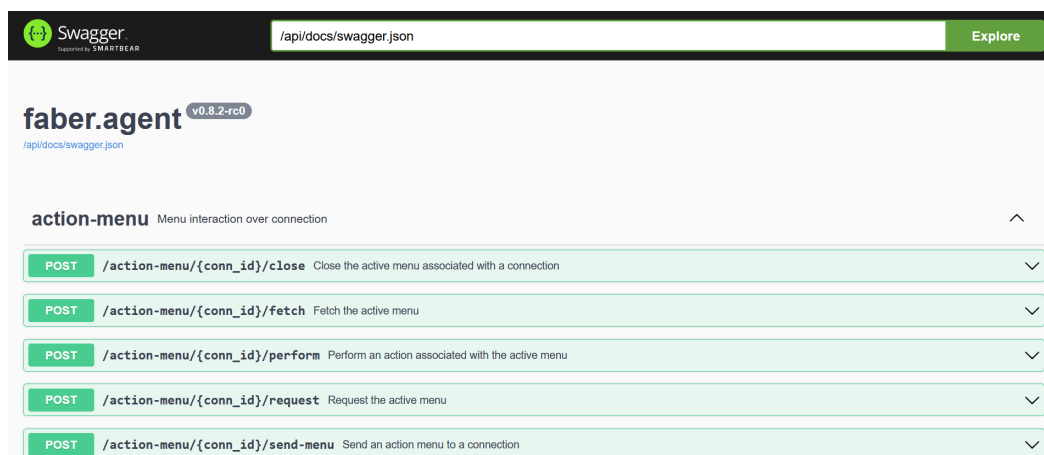 {··} Swagger.
Supported by SMARTBEAR
/api/docs/swagger.json
Explore
faber.agent v0.8.2-rc0
/api/docs/swagger.json
action-menu Menu interaction over connection
POST /action-menu/{conn_id}/close Close the active menu associated with a connection
POST /action-menu/{conn_id}/fetch Fetch the active menu
POST /action-menu/{conn_id}/perform Perform an action associated with the active menu
POST /action-menu/{conn_id}/request Request the active menu
POST /action-menu/{conn_id}/send-menu Send an action menu to a connection